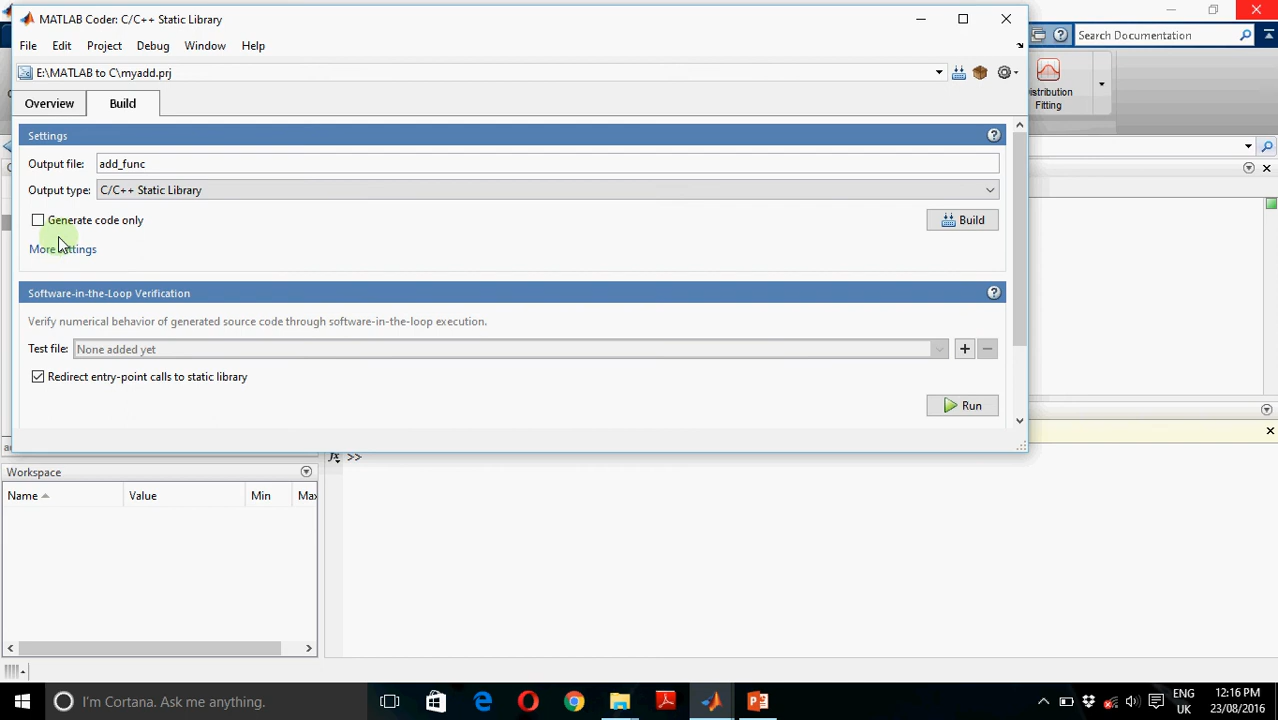 MATLAB Coder: C/C++ Static Library
File Edit Project Debug Window Help
Search Documentation
E:\MATLAB to C\myadd.prj
Distribution
Fitting
Overview Build
Settings
Output file: add_func
Output type: C/C++ Static Library
Generate code only
Build
More settings
Software-in-the-Loop Verification
Verify numerical behavior of generated source code through software-in-the-loop execution.
Test file: None added yet
Redirect entry-point calls to static library
Run
fx >>
Workspace
Name Value Min Max
I'm Cortana. Ask me anything.
ENG 12:16 PM
UK 23/08/2016